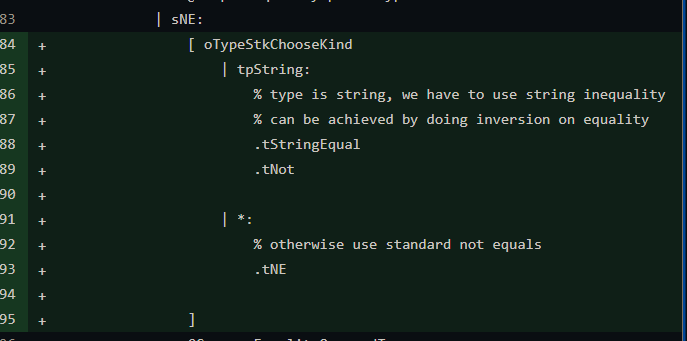 83 | sNE:
84 + [ oTypeStkChooseKind
85 + | tpString:
86 + % type is string, we have to use string inequality
87 + % can be achieved by doing inversion on equality
88 + .tStringEqual
89 + .tNot
90 +
91 + | *:
92 + % otherwise use standard not equals
93 + .tNE
94 +
95 + ]